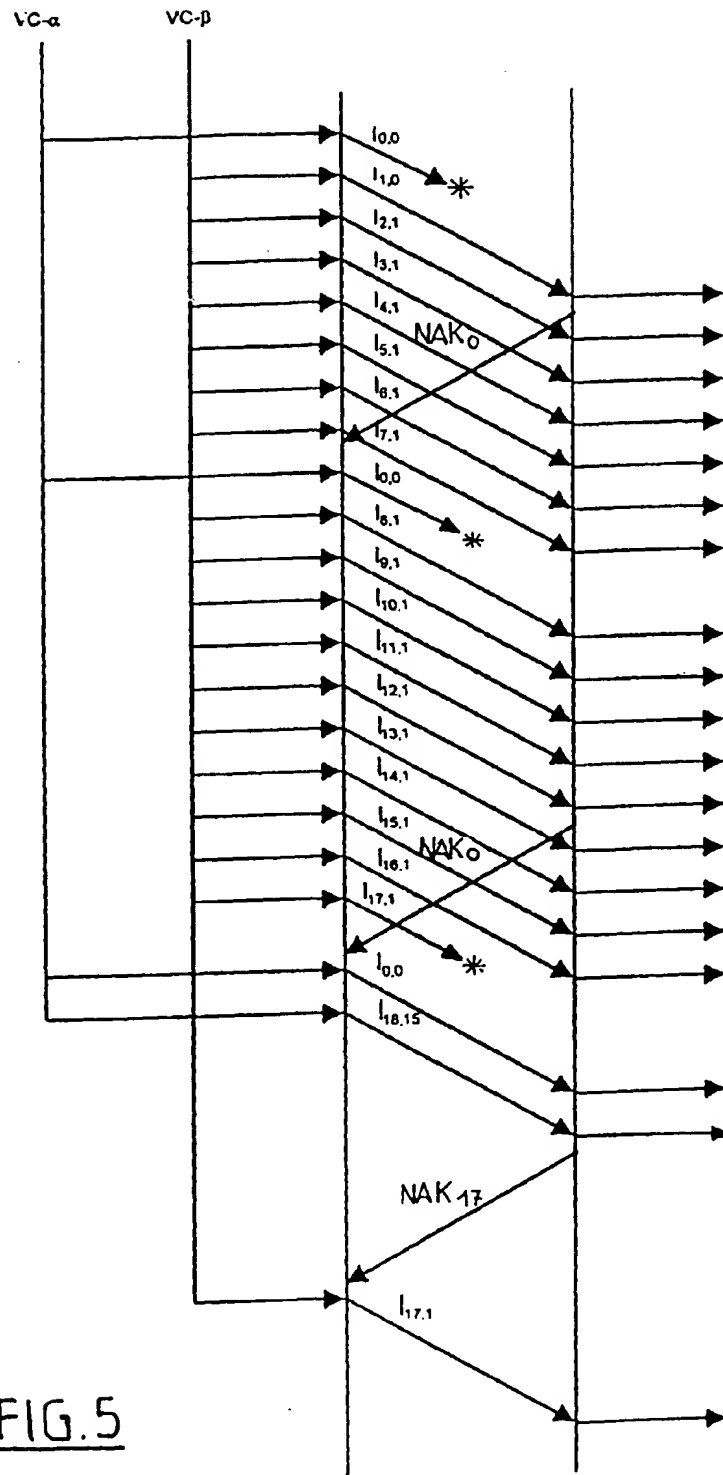 VC-α VC-β
I0,0
I1,0
I2,1
I3,1
I4,1
NAK0
I5,1
I6,1
I7,1
I0,0
I8,1
I9,1
I10,1
I11,1
I12,1
I13,1
I14,1
I15,1
NAK0
I16,1
I17,1
I0,0
I18,15
NAK17
I17,1
FIG.5